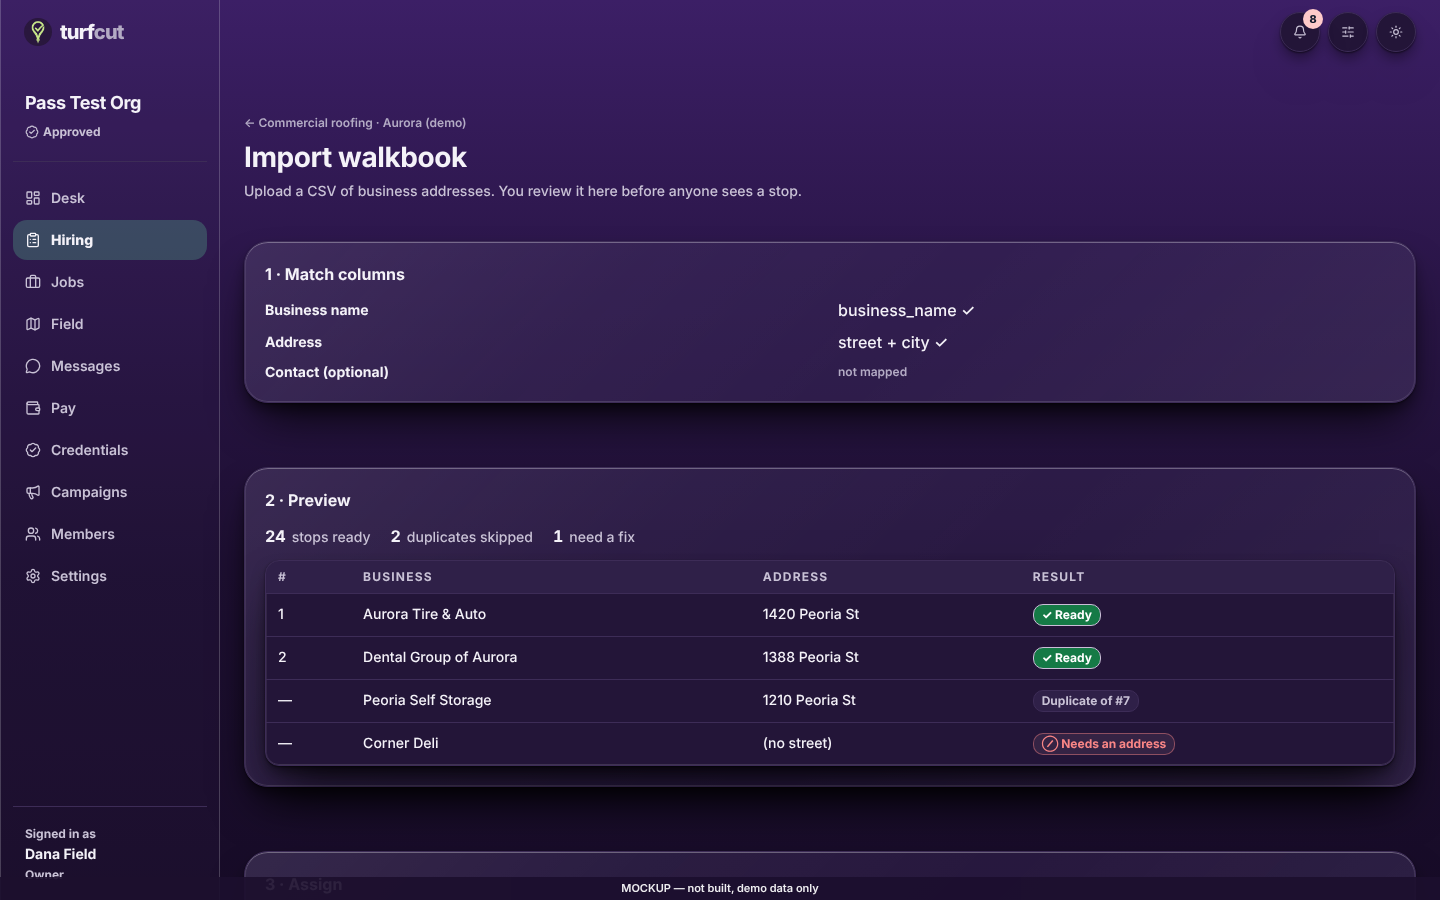 turfcut
8
Pass Test Org
Approved
Desk
Hiring
Jobs
Field
Messages
Pay
Credentials
Campaigns
Members
Settings
Signed in as
Dana Field
Owner
← Commercial roofing · Aurora (demo)
Import walkbook
Upload a CSV of business addresses. You review it here before anyone sees a stop.
1 · Match columns
Business name business_name ✓
Address street + city ✓
Contact (optional) not mapped
2 · Preview
24 stops ready 2 duplicates skipped 1 need a fix
# BUSINESS ADDRESS RESULT
1 Aurora Tire & Auto 1420 Peoria St ✓ Ready
2 Dental Group of Aurora 1388 Peoria St ✓ Ready
— Peoria Self Storage 1210 Peoria St Duplicate of #7
— Corner Deli (no street) Needs an address
3 · Assign
MOCKUP — not built, demo data only